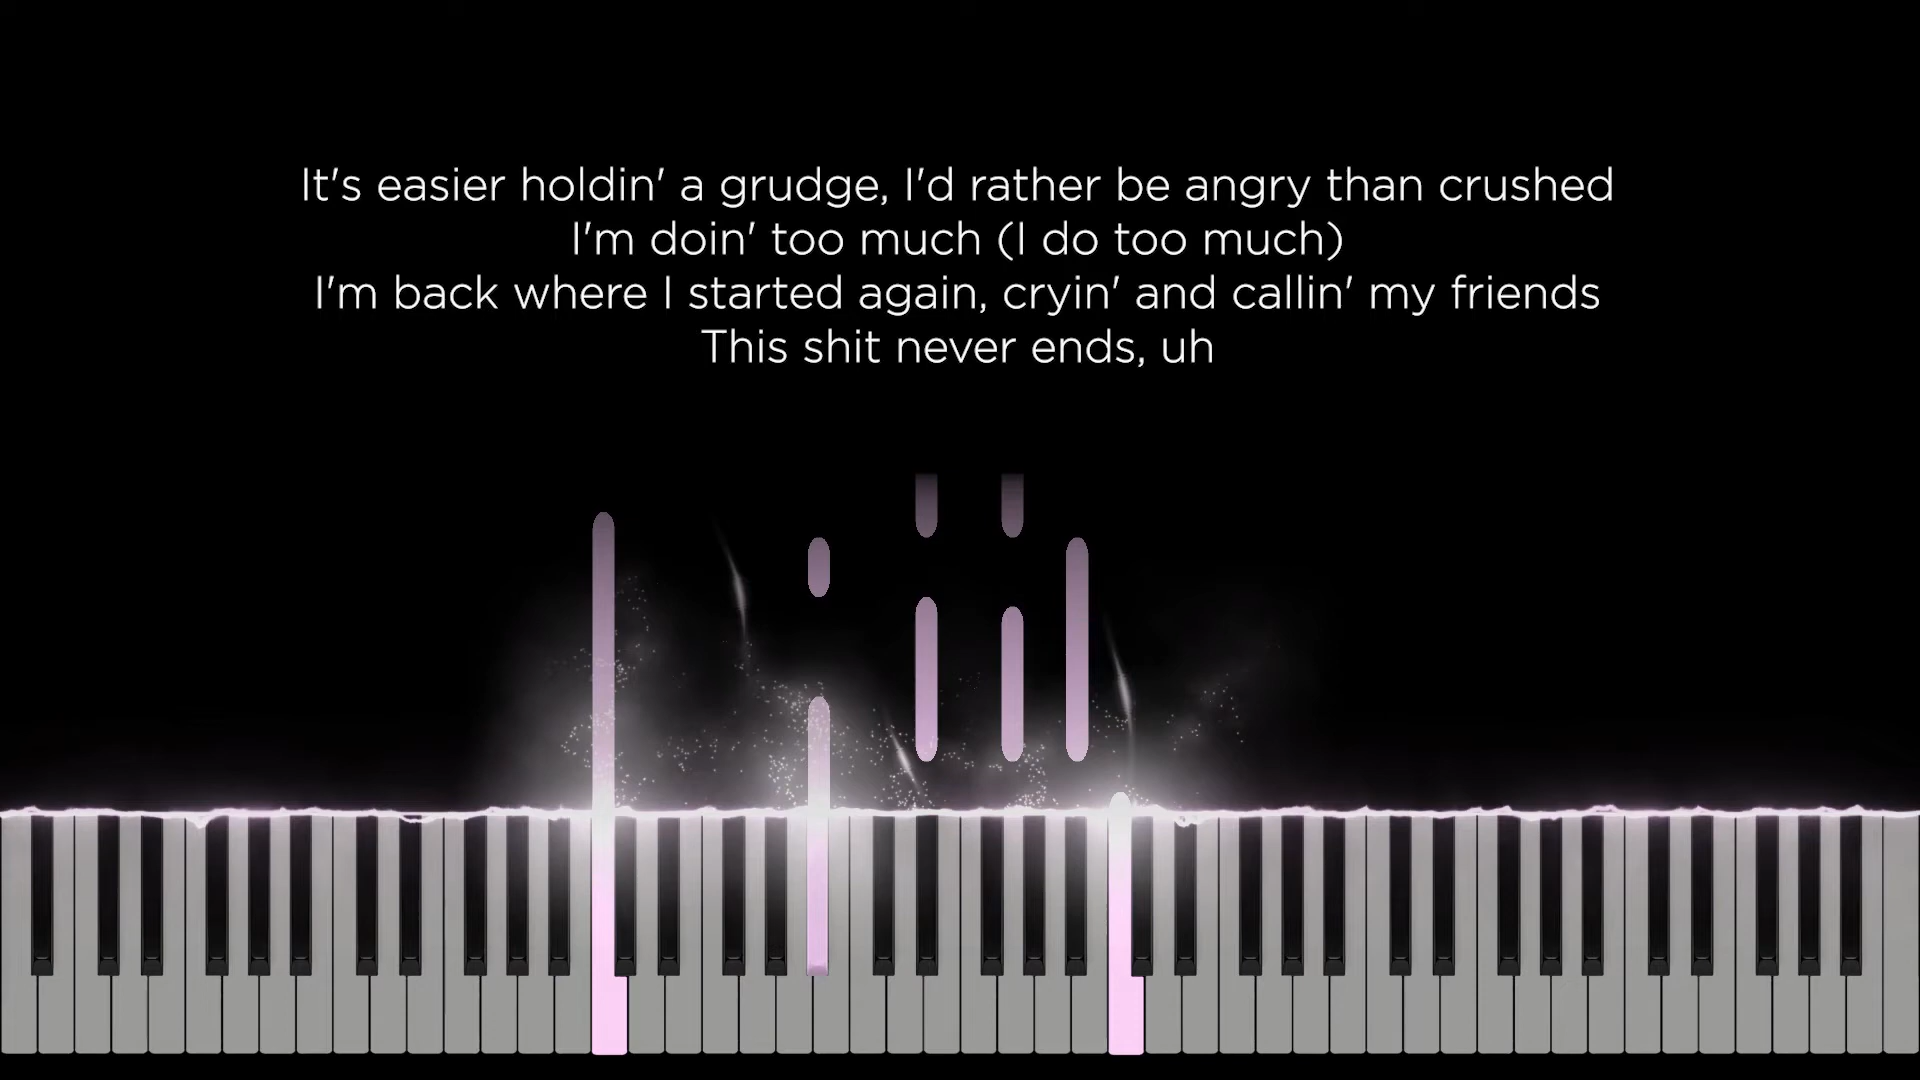 It's easier holdin' a grudge, I'd rather be angry than crushed
I'm doin' too much (I do too much)
I'm back where I started again, cryin' and callin' my friends
This shit never ends, uh